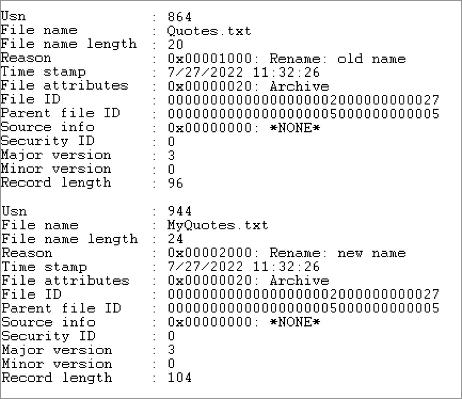 Usn : 864
File name : Quotes.txt
File name length : 20
Reason : 0x00001000: Rename: old name
Time stamp : 7/27/2022 11:32:26
File attributes : 0x00000020: Archive
File ID : 00000000000000000002000000000027
Parent file ID : 00000000000000000005000000000005
Source info : 0x00000000: *NONE*
Security ID : 0
Major version : 3
Minor version : 0
Record length : 96
Usn : 944
File name : MyQuotes.txt
File name length : 24
Reason : 0x00002000: Rename: new name
Time stamp : 7/27/2022 11:32:26
File attributes : 0x00000020: Archive
File ID : 00000000000000000002000000000027
Parent file ID : 00000000000000000005000000000005
Source info : 0x00000000: *NONE*
Security ID : 0
Major version : 3
Minor version : 0
Record length : 104